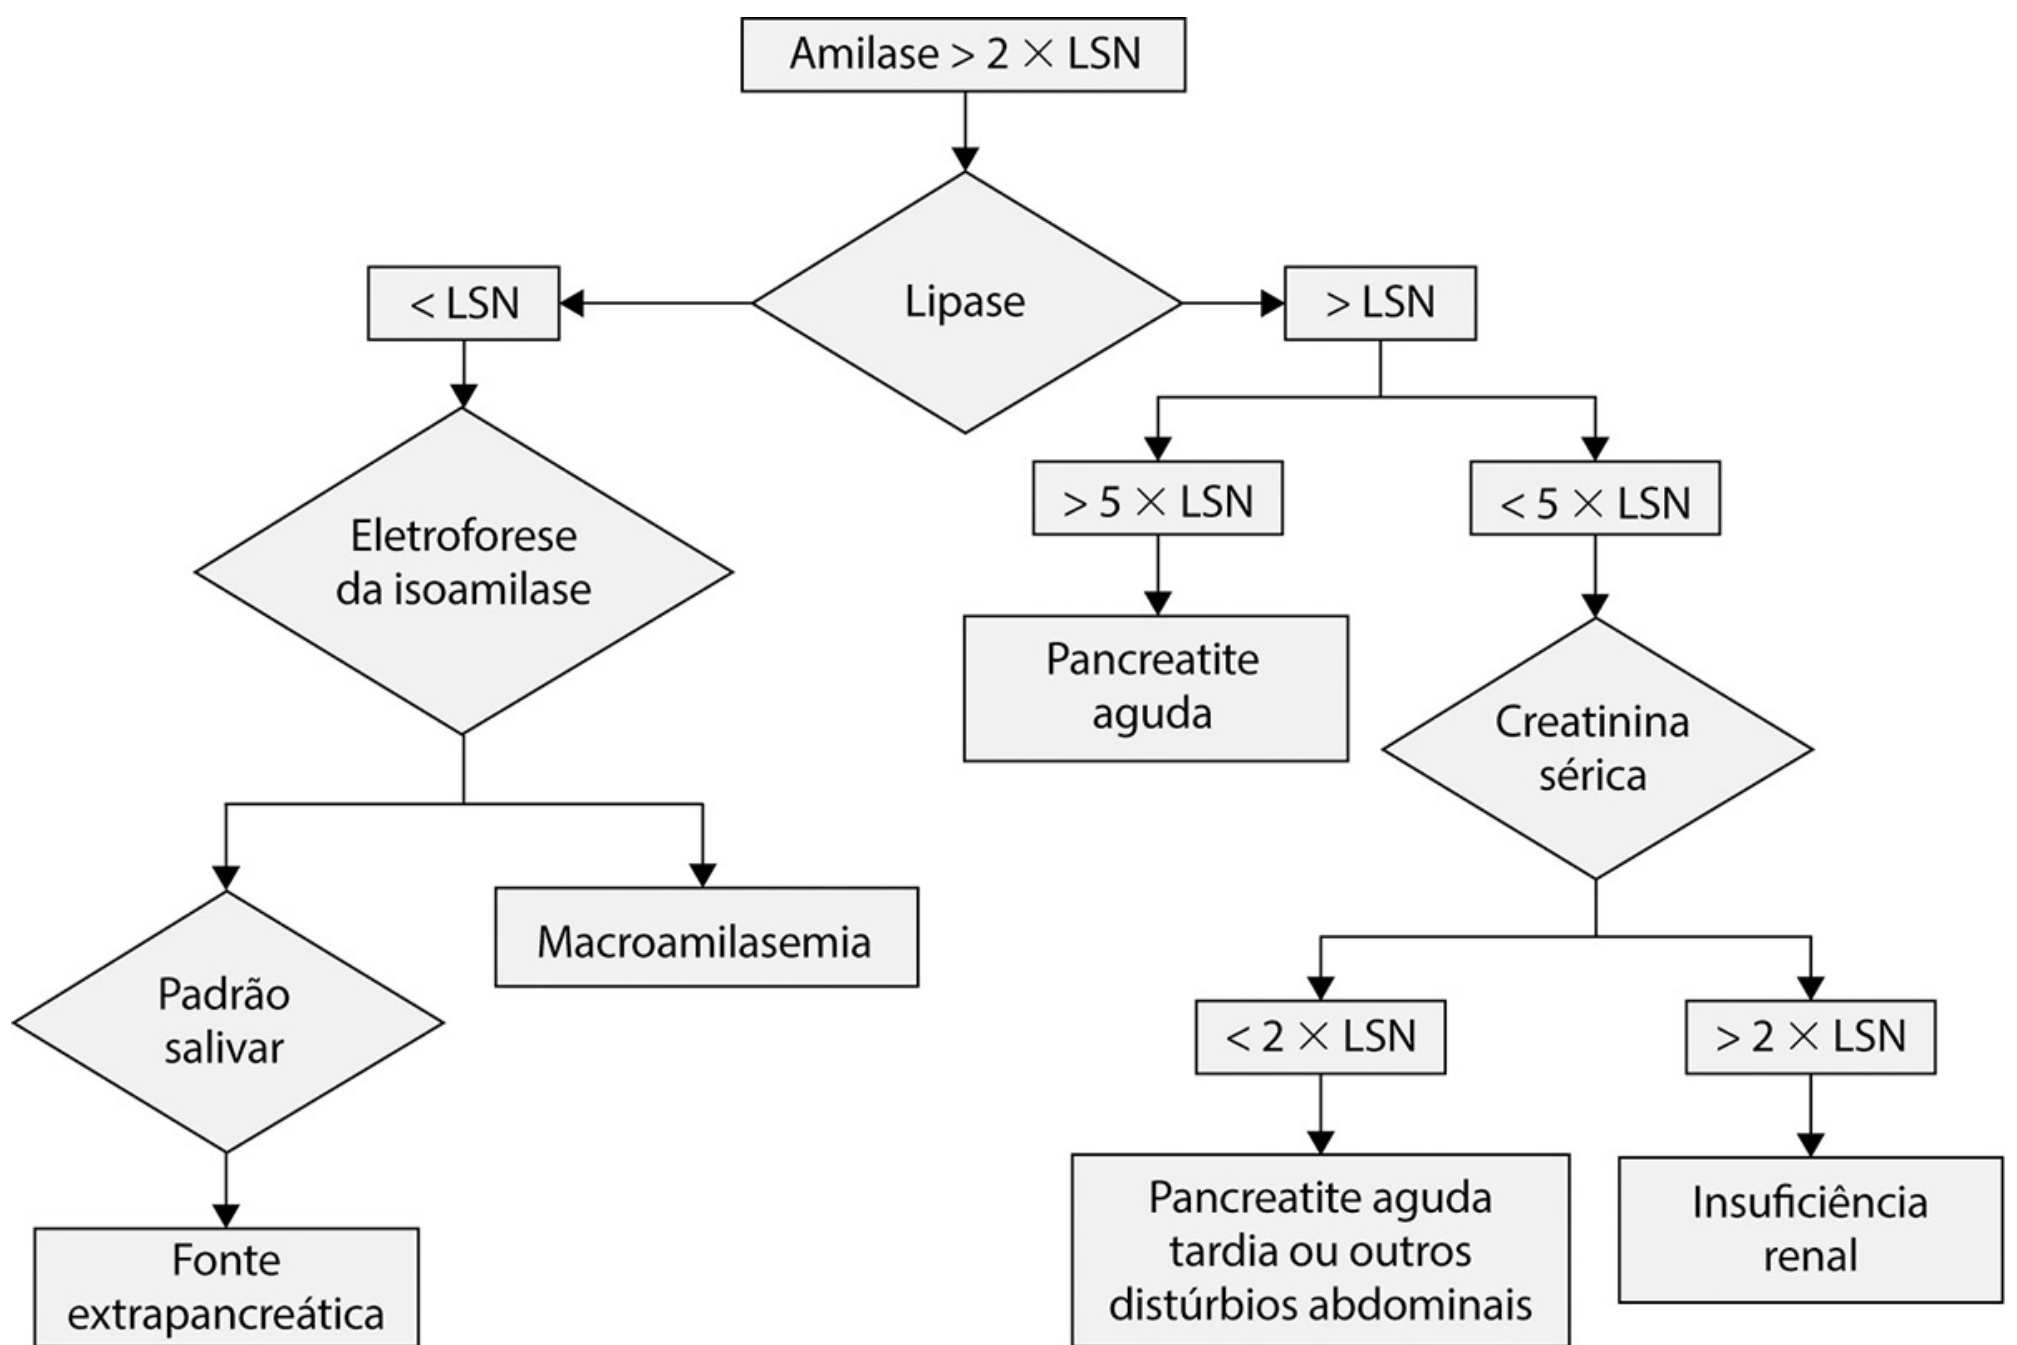 Amilase > 2 × LSN
Lipase
< LSN
> LSN
Eletroforese
da isoamilase
> 5 × LSN
< 5 × LSN
Pancreatite
aguda
Creatinina
sérica
Padrão
salivar
Macroamilasemia
< 2 × LSN
> 2 × LSN
Fonte
extrapancreática
Pancreatite aguda
tardia ou outros
distúrbios abdominais
Insuficiência
renal